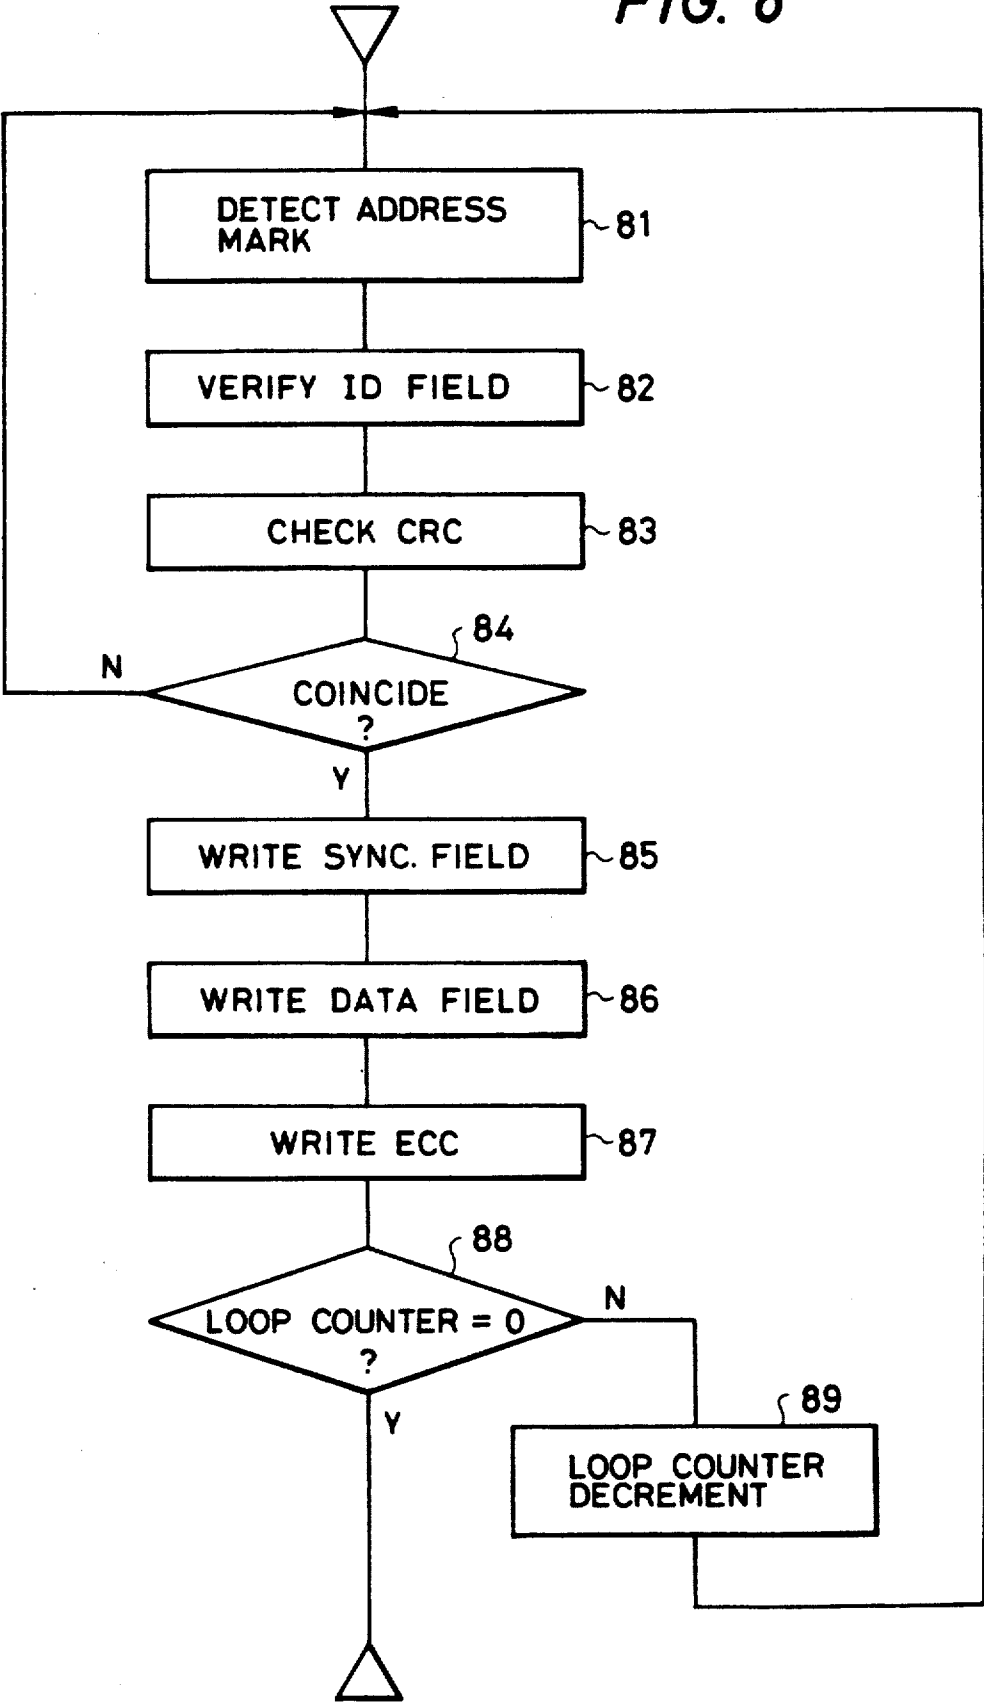 FIG.
DETECT ADDRESS
MARK
81
VERIFY ID FIELD
82
CHECK CRC
83
84
N
COINCIDE
?
Y
WRITE SYNC. FIELD
85
WRITE DATA FIELD
86
WRITE ECC
87
88
LOOP COUNTER = 0
?
N
Y
89
LOOP COUNTER
DECREMENT